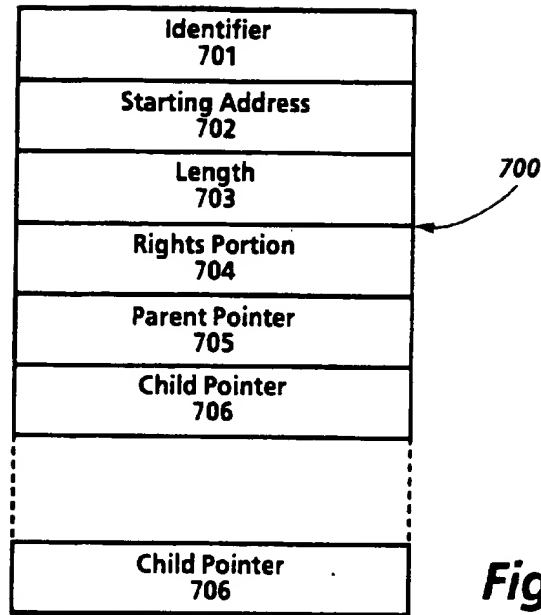 Identifier
701
Starting Address
702
Length
703
700
Rights Portion
704
Parent Pointer
705
Child Pointer
706
Child Pointer
706
Fig